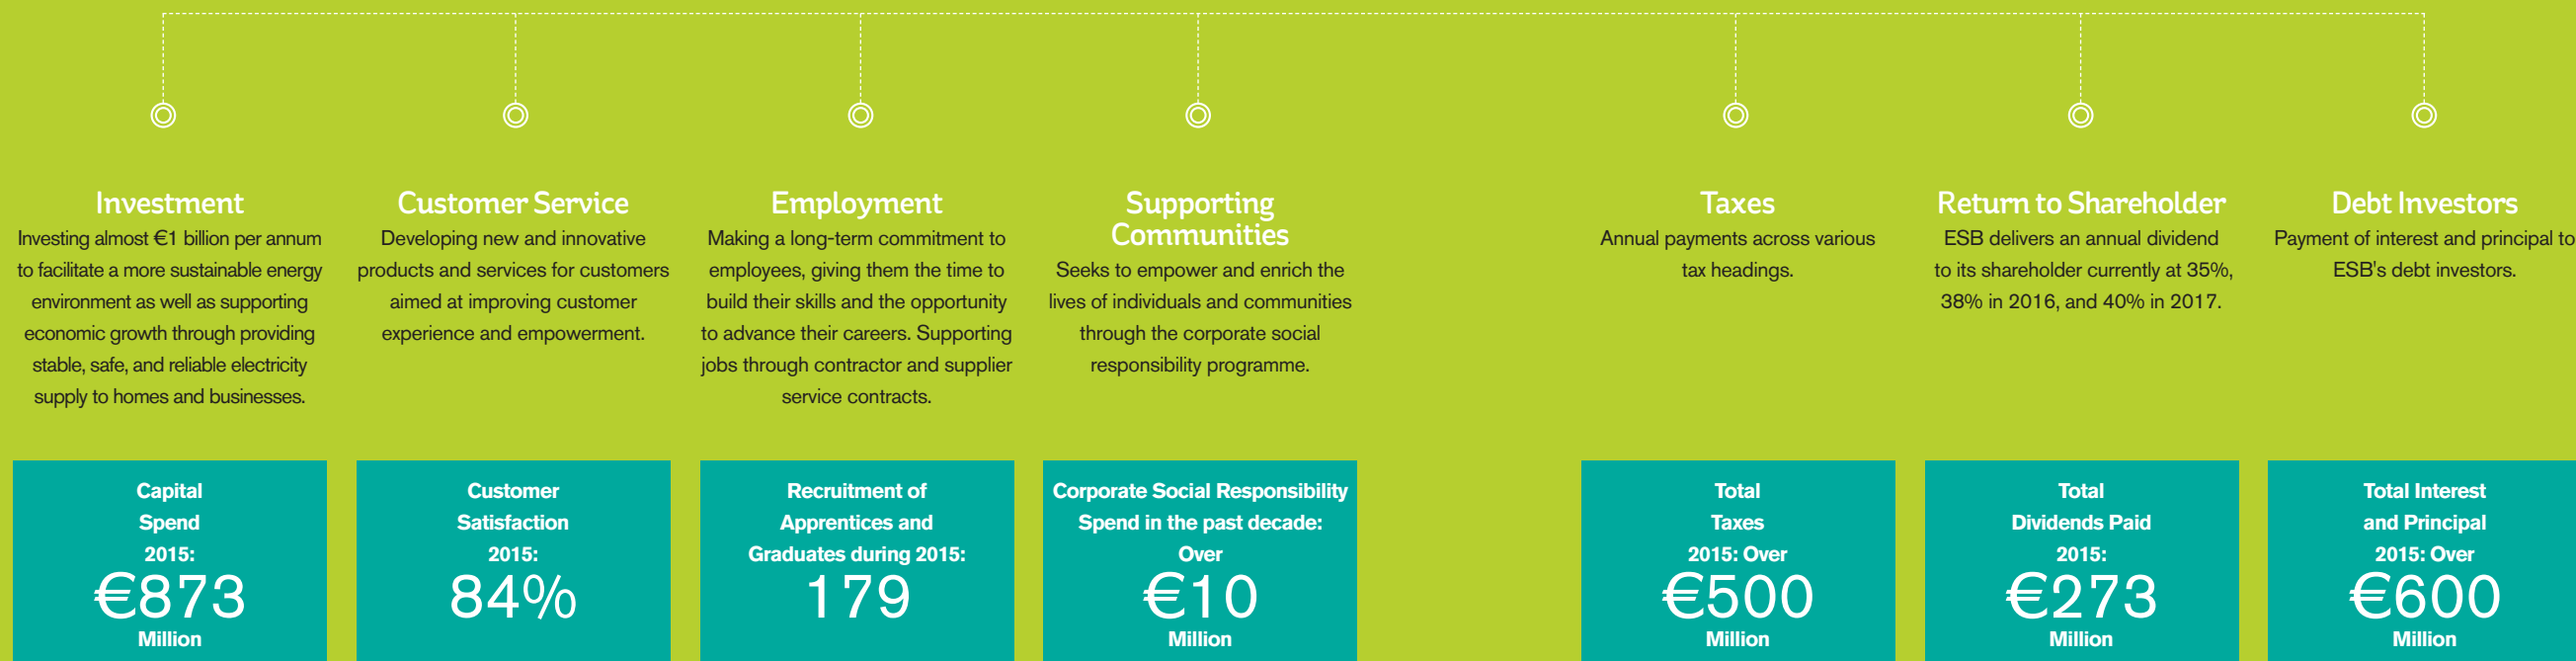 Investment
Investing almost €1 billion per annum
to facilitate a more sustainable energy
environment as well as supporting
economic growth through providing
stable, safe, and reliable electricity
supply to homes and businesses.
Capital
Spend
2015:
€873
Million
Customer Service
Developing new and innovative
products and services for customers
aimed at improving customer
experience and empowerment.
Customer
Satisfaction
2015:
84%
Employment
Making a long-term commitment to
employees, giving them the time to
build their skills and the opportunity
to advance their careers. Supporting
jobs through contractor and supplier
service contracts.
Recruitment of
Apprentices and
Graduates during 2015:
179
Supporting
Communities
Seeks to empower and enrich the
lives of individuals and communities
through the corporate social
responsibility programme.
Corporate Social Responsibility
Spend in the past decade:
Over
€10
Million
Taxes
Annual payments across various
tax headings.
Total
Taxes
2015: Over
€500
Million
Return to Shareholder
ESB delivers an annual dividend
to its shareholder currently at 35%,
38% in 2016, and 40% in 2017.
Total
Dividends Paid
2015:
€273
Million
Debt Investors
Payment of interest and principal to
ESB's debt investors.
Total Interest
and Principal
2015: Over
€600
Million